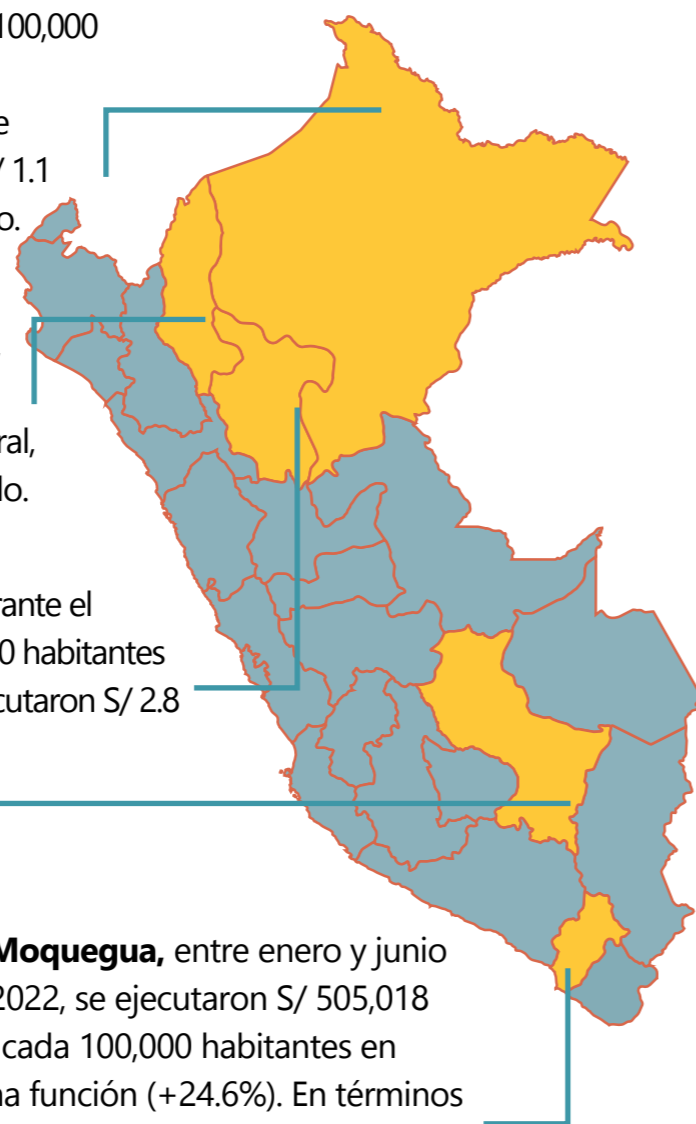 100,000
e
/ 1.1
o.
ral,
do.
rante el
0 habitantes
cutaron S/ 2.8
Moquegua, entre enero y junio
2022, se ejecutaron S/ 505,018
cada 100,000 habitantes en
na función (+24.6%). En términos